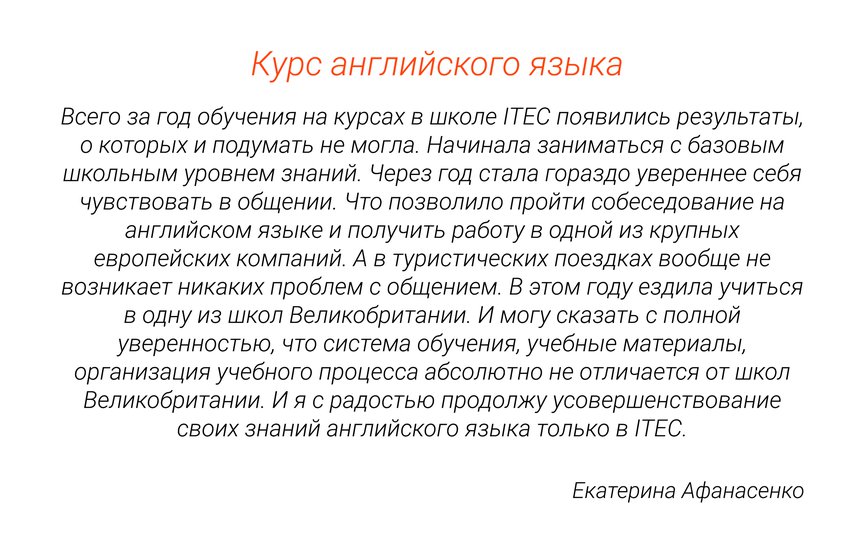 Курс английского языка
Всего за год обучения на курсах в школе ITEC появились результаты,
о которых и подумать не могла. Начинала заниматься с базовым
школьным уровнем знаний. Через год стала гораздо увереннее себя
чувствовать в общении. Что позволило пройти собеседование на
английском языке и получить работу в одной из крупных
европейских компаний. А в туристических поездках вообще не
возникает никаких проблем с общением. В этом году ездила учиться
в одну из школ Великобритании. И могу сказать с полной
уверенностью, что система обучения, учебные материалы,
организация учебного процесса абсолютно не отличается от школ
Великобритании. И я с радостью продолжу усовершенствование
своих знаний английского языка только в ITEC.
Екатерина Афанасенко